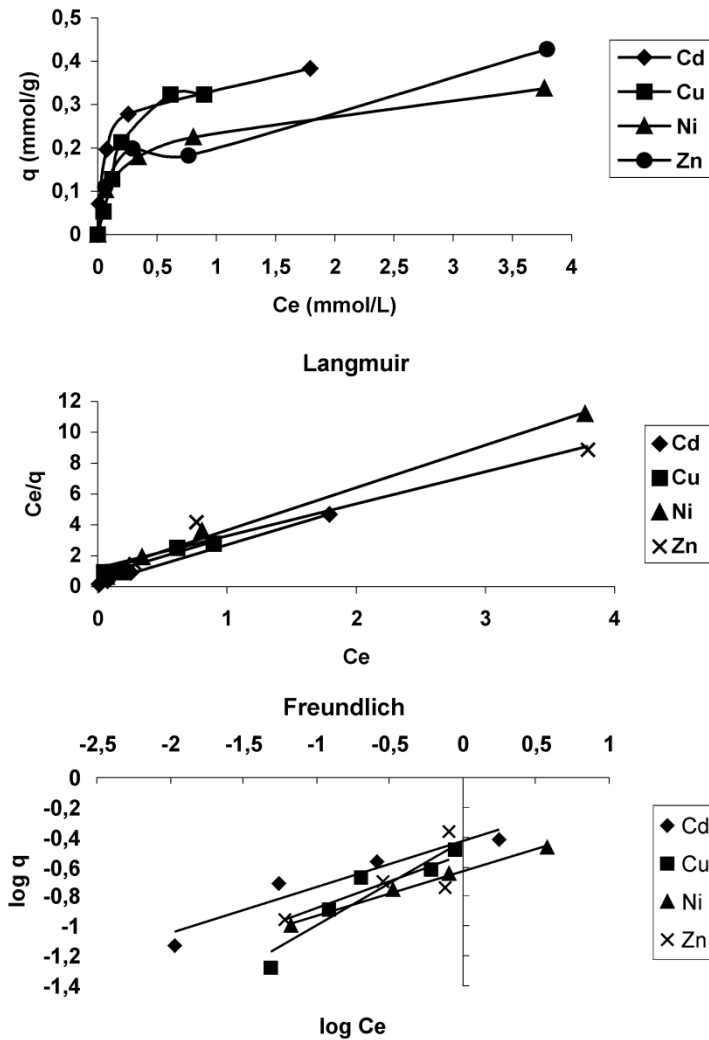 0,5
0,4
0,3
0,2
0,1
0
q (mmol/g)
0 0,5 1 1,5 2 2,5 3 3,5 4
Ce (mmol/L)
Cd
Cu
Ni
Zn
Langmuir
12
10
8
6
4
2
0
Ce/q
0 1 2 3 4
Ce
Cd
Cu
Ni
Zn
Freundlich
-2,5 -2 -1,5 -1 -0,5 0 0,5 1
0
-0,2
-0,4
-0,6
-0,8
-1
-1,2
-1,4
log q
log Ce
Cd
Cu
Ni
Zn